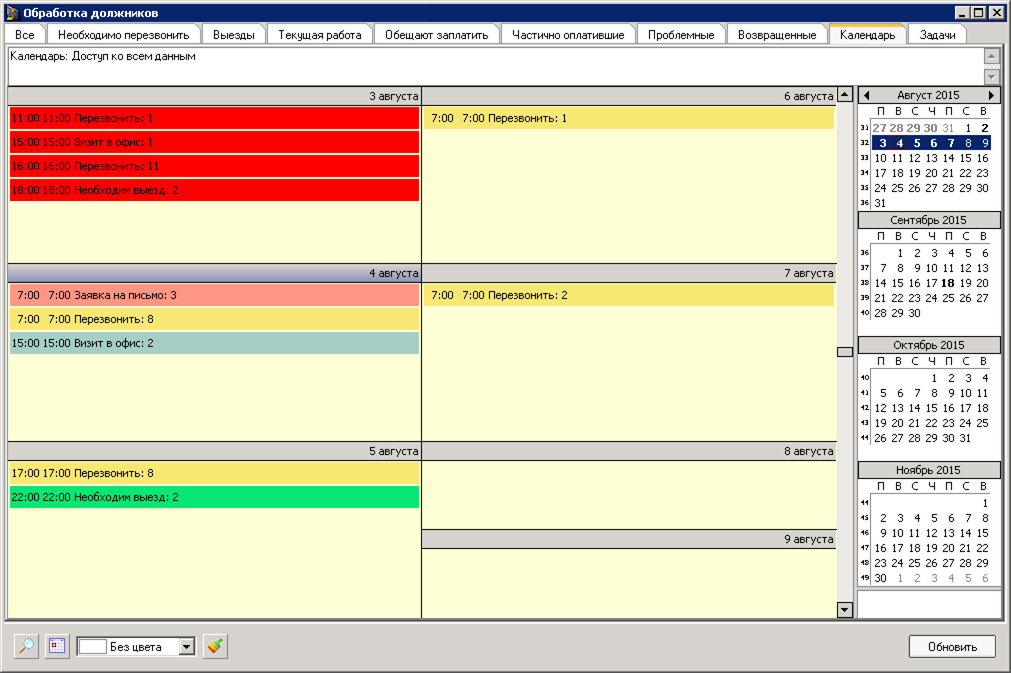 Обработка должников
Все Необходимо перезвонить Выезды Текущая работа Обещают заплатить Частично оплатившие Проблемные Возвращенные Календарь Задачи
Календарь: Доступ ко всем данным
3 августа
11:00 11:00 Перезвонить: 1
15:00 15:00 Визит в офис: 1
16:00 16:00 Перезвонить: 11
18:00 18:00 Необходим выезд: 2
4 августа
7:00 7:00 Заявка на письмо: 3
7:00 7:00 Перезвонить: 8
15:00 15:00 Визит в офис: 2
5 августа
17:00 17:00 Перезвонить: 8
22:00 22:00 Необходим выезд: 2
6 августа
7:00 7:00 Перезвонить: 1
7 августа
7:00 7:00 Перезвонить: 2
8 августа
9 августа
Август 2015
П В С Ч П С В
31 27 28 29 30 31 1 2
32 3 4 5 6 7 8 9
33 10 11 12 13 14 15 16
34 17 18 19 20 21 22 23
35 24 25 26 27 28 29 30
36 31
Сентябрь 2015
П В С Ч П С В
36 1 2 3 4 5 6
37 7 8 9 10 11 12 13
38 14 15 16 17 18 19 20
39 21 22 23 24 25 26 27
40 28 29 30
Октябрь 2015
П В С Ч П С В
40 1 2 3 4
41 5 6 7 8 9 10 11
42 12 13 14 15 16 17 18
43 19 20 21 22 23 24 25
44 26 27 28 29 30 31
Ноябрь 2015
П В С Ч П С В
44 1
45 2 3 4 5 6 7 8
46 9 10 11 12 13 14 15
47 16 17 18 19 20 21 22
48 23 24 25 26 27 28 29
49 30 1 2 3 4 5 6
Без цвета
Обновить